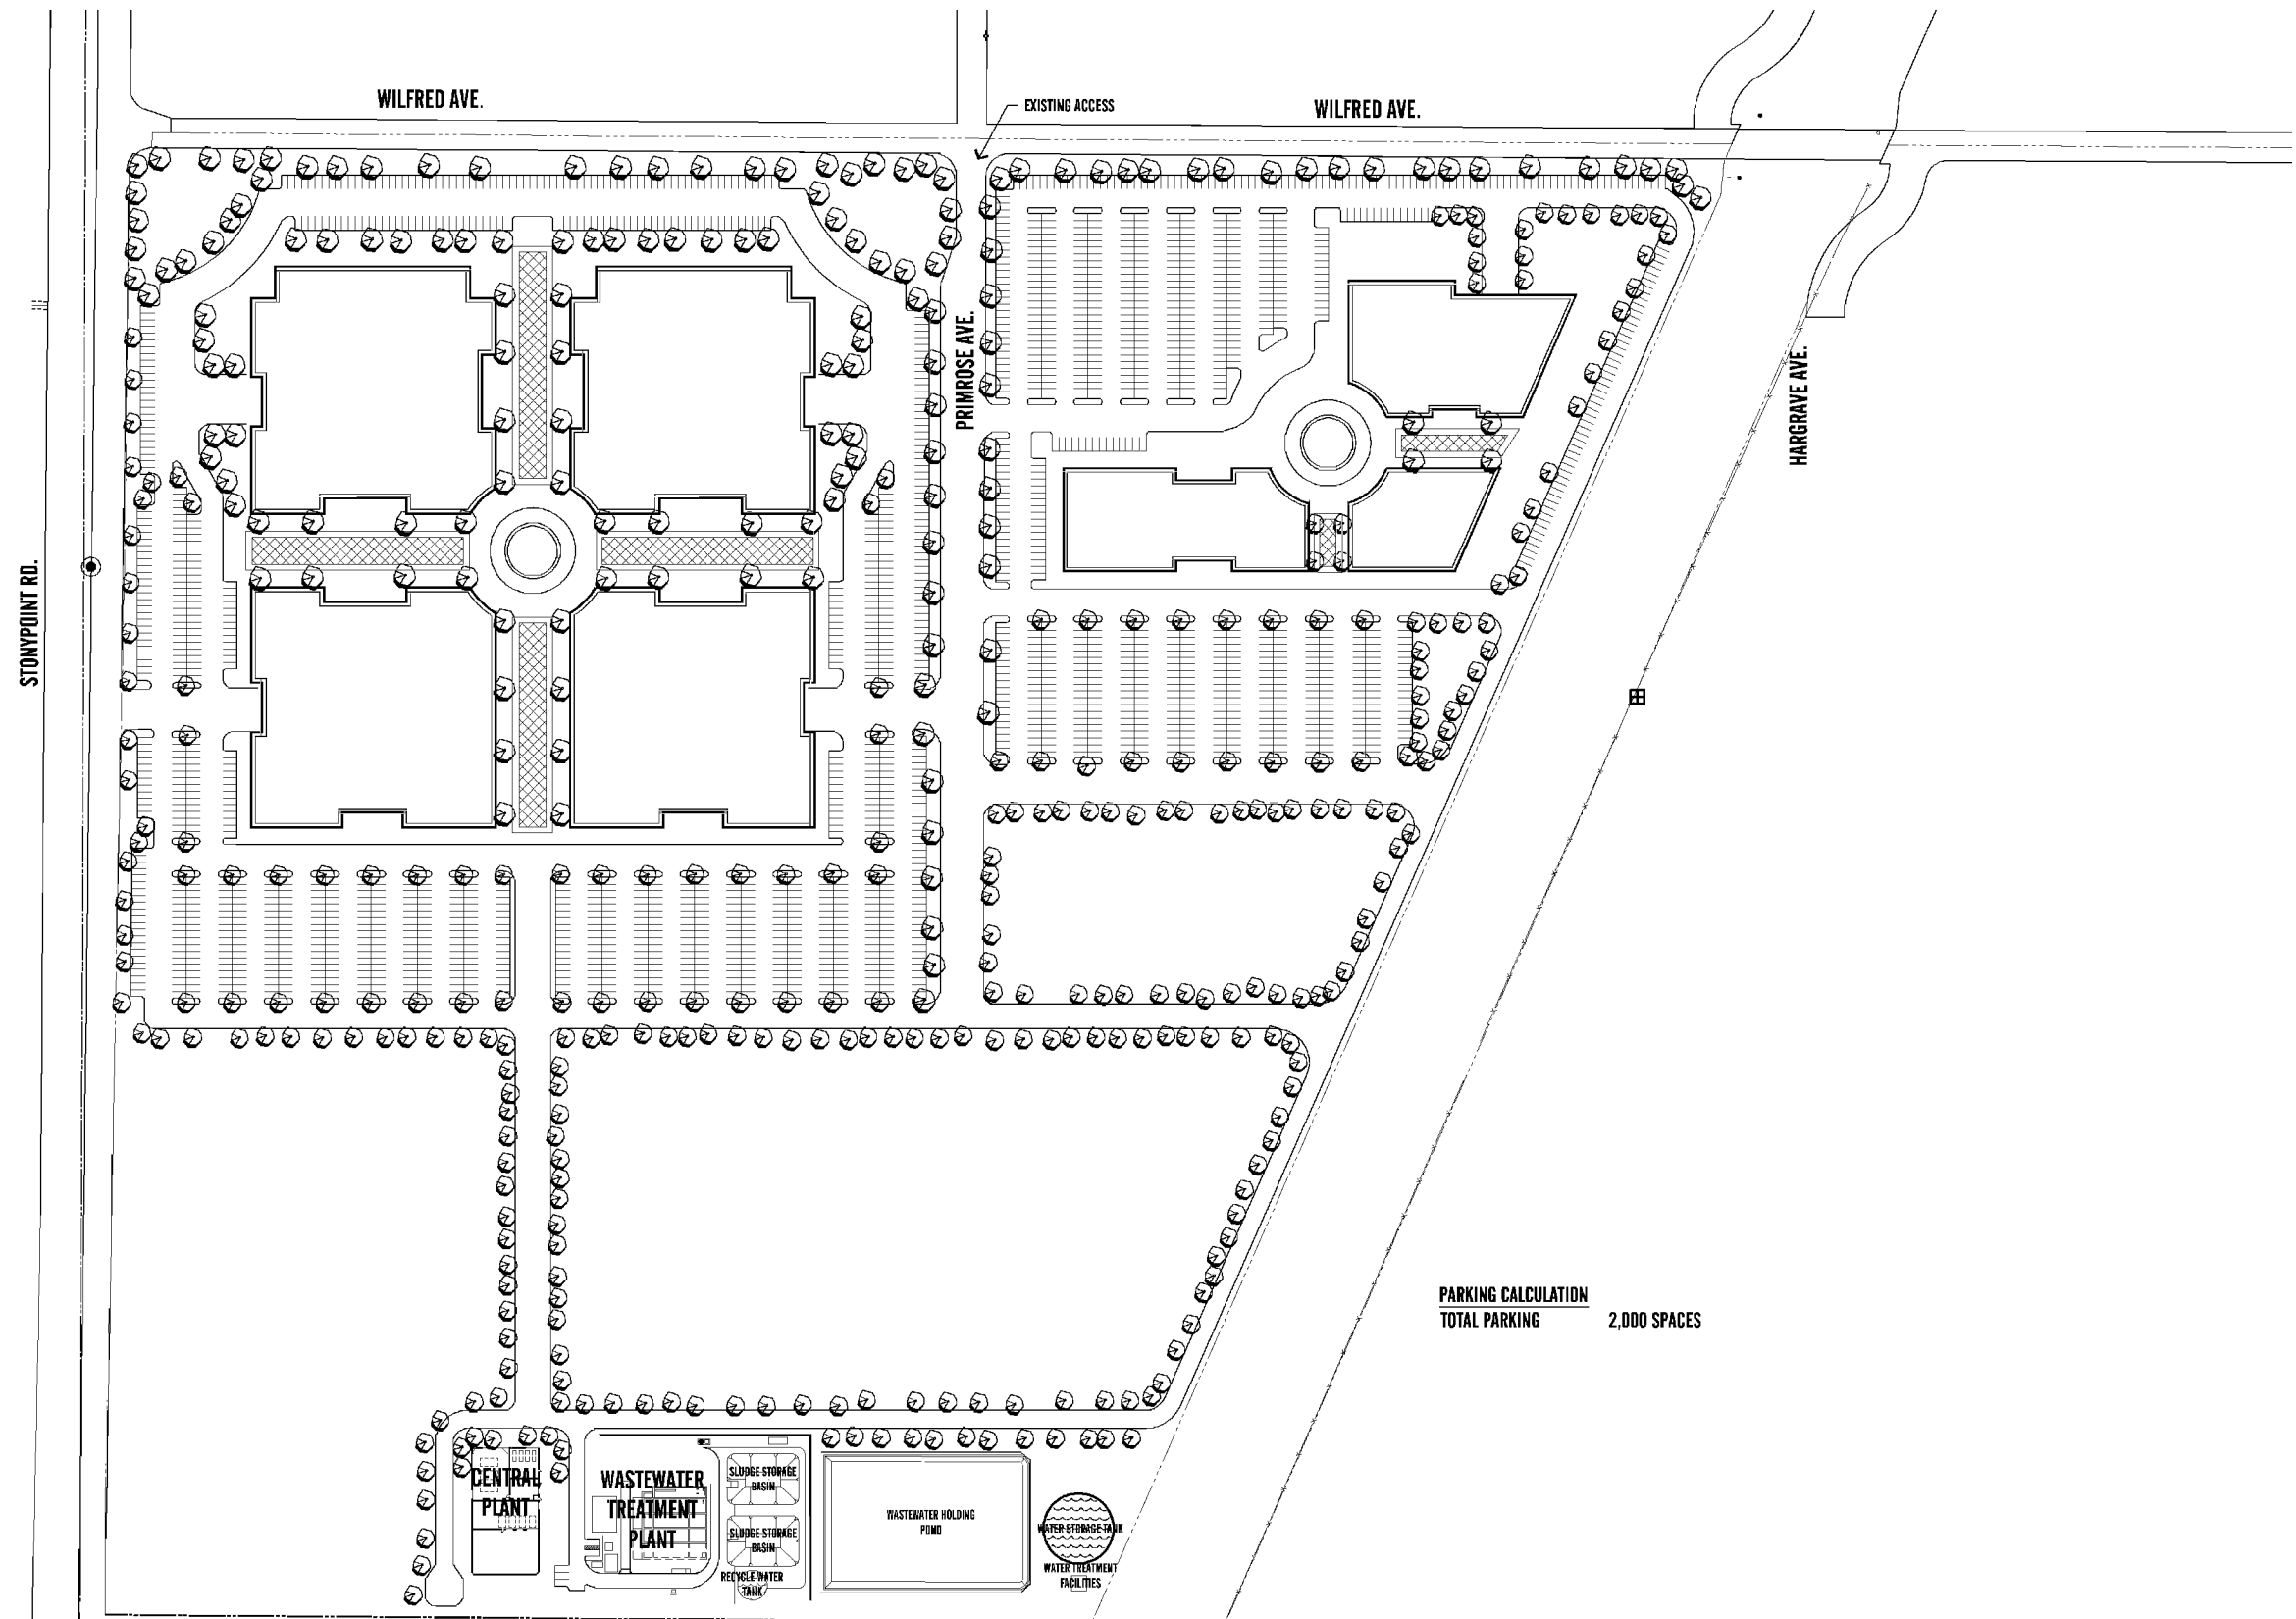 WILFRED AVE.
EXISTING ACCESS
WILFRED AVE.
PRIMROSE AVE.
HARGRAVE AVE.
STONYPOINT RD.
PARKING CALCULATION
TOTAL PARKING 2,000 SPACES
CENTRAL
PLANT
WASTEWATER
TREATMENT
PLANT
SLUDGE STORAGE
BASIN
SLUDGE STORAGE
BASIN
RECYCLE WATER
TANK
WASTEWATER HOLDING
POND
WATER STORAGE TANK
WATER TREATMENT
FACILITIES